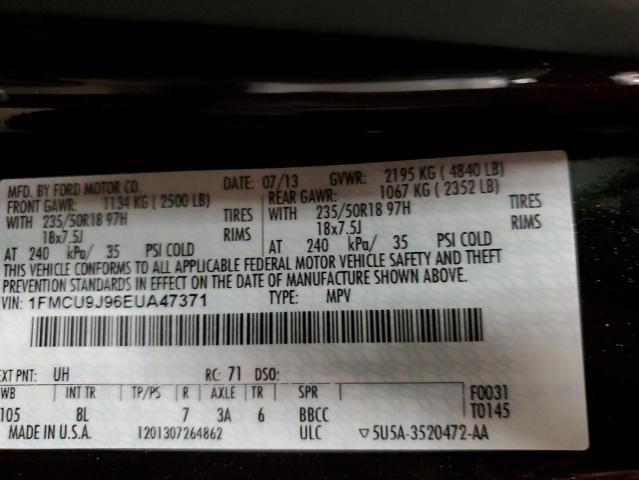 MFD. BY FORD MOTOR CO. DATE: 07/13 GVWR: 2195 KG ( 4840 LB)
FRONT GAWR: 1134 KG ( 2500 LB) REAR GAWR: 1067 KG ( 2352 LB)
WITH 235/50R18 97H TIRES WITH 235/50R18 97H TIRES
18x7.5J RIMS 18x7.5J RIMS
AT 240 kPa/ 35 PSI COLD AT 240 kPa/ 35 PSI COLD
THIS VEHICLE CONFORMS TO ALL APPLICABLE FEDERAL MOTOR VEHICLE SAFETY AND THEFT
PREVENTION STANDARDS IN EFFECT ON THE DATE OF MANUFACTURE SHOWN ABOVE.
VIN: 1FMCU9J96EUA47371 TYPE: MPV
EXT PNT: UH RC: 71 DSO:
WB INT TR TP/PS R AXLE TR SPR F0031
105 8L 7 3A 6 BBCC T0145
MADE IN U.S.A. 1201307264862 ULC ▽5U5A-3520472-AA